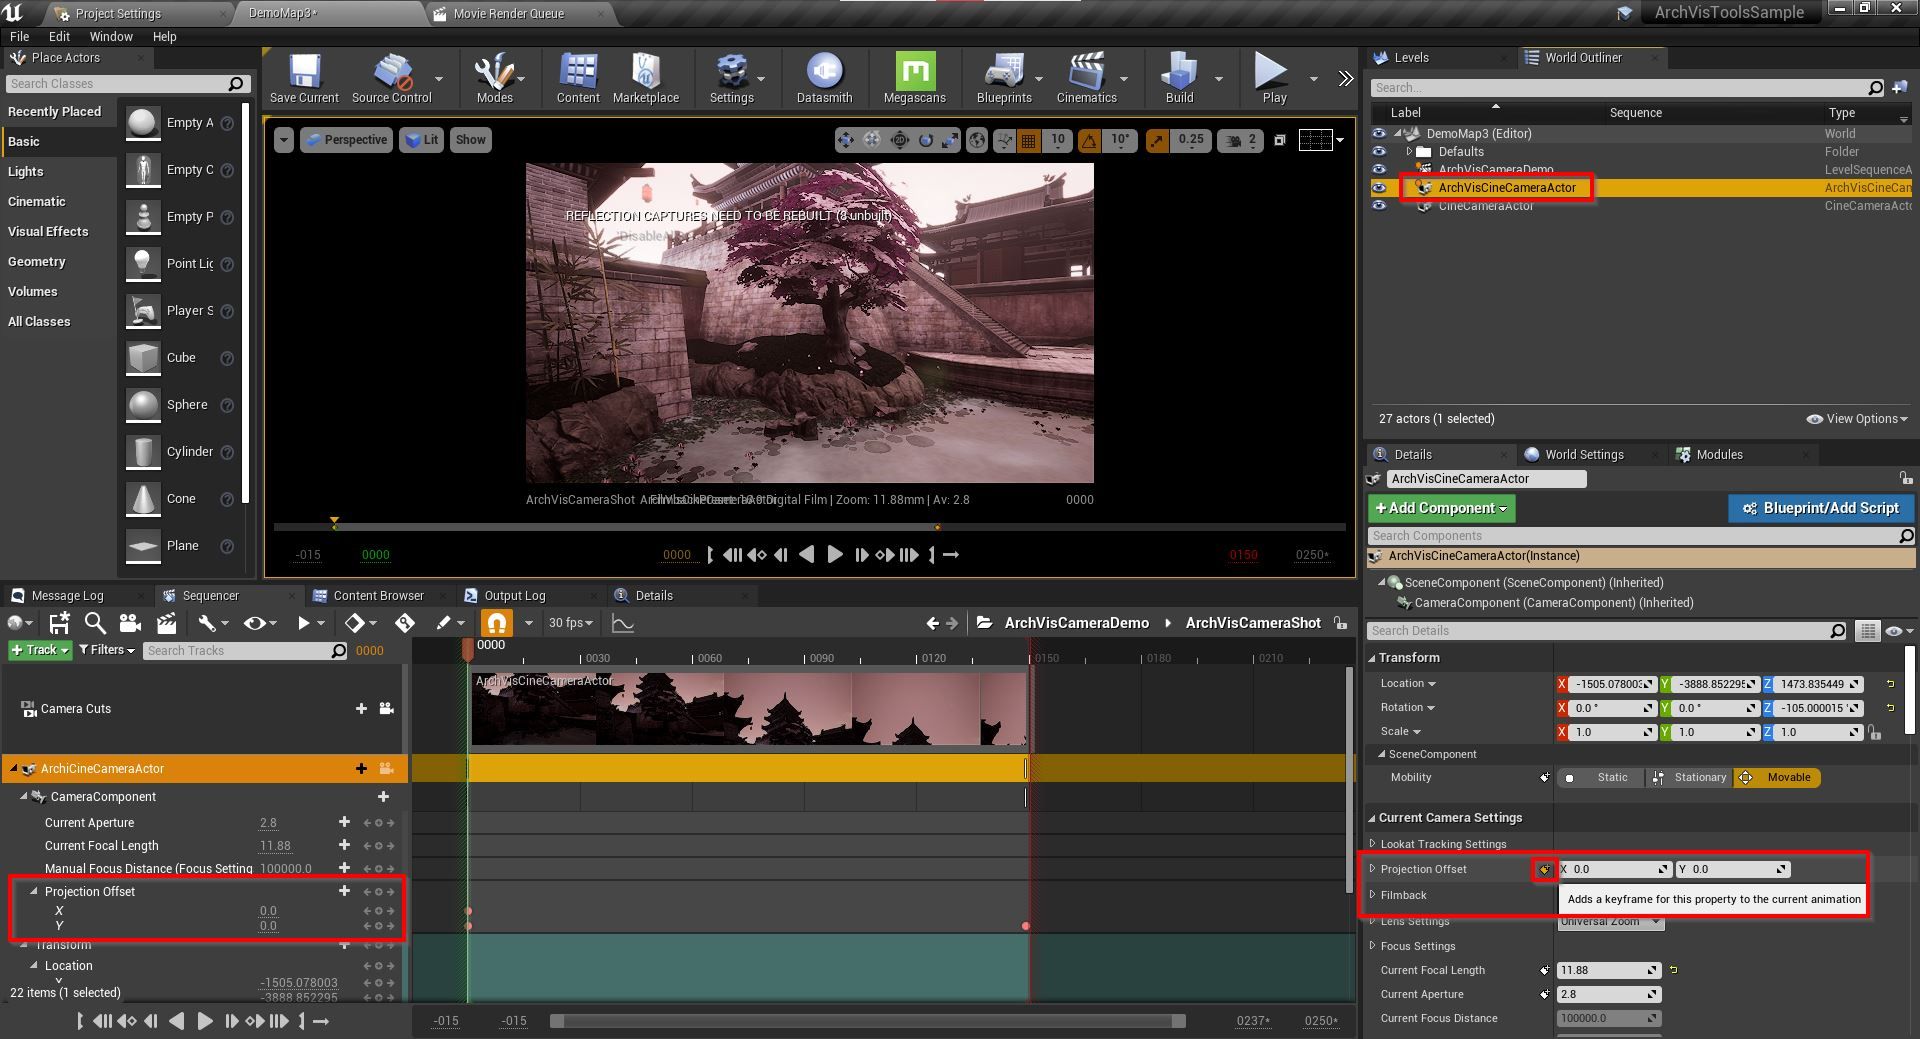 Project Settings
DemoMap3*
Movie Render Queue
ArchVisToolsSample
File Edit Window Help
Place Actors
Search Classes
Recently Placed
Basic
Lights
Cinematic
Visual Effects
Geometry
Volumes
All Classes
Empty A
Empty C
Empty P
Point Lig
Player S
Cube
Sphere
Cylinder
Cone
Plane
Save Current
Source Control
Modes
Content
Marketplace
Settings
Datasmith
Megascans
Blueprints
Cinematics
Build
Play
Perspective Lit Show
10 10° 0.25 2
REFLECTION CAPTURES NEED TO BE REBUILT (8 unbuilt)
ArchVisCameraShot
Digital Film | Zoom: 11.88mm | Av: 2.8
0000
-015 0000 0000 0150 0250*
Levels
World Outliner
Search...
Label Sequence Type
DemoMap3 (Editor) World
Defaults Folder
ArchVisCameraDemo LevelSequenceA
ArchVisCineCameraActor ArchVisCineCam
CineCameraActor CineCameraActo
27 actors (1 selected)
View Options
Details
World Settings
Modules
ArchVisCineCameraActor
+Add Component
Blueprint/Add Script
Search Components
ArchVisCineCameraActor(Instance)
SceneComponent (SceneComponent) (Inherited)
CameraComponent (CameraComponent) (Inherited)
Search Details
Transform
Location X -1505.078003 Y -3888.852295 Z 1473.835449
Rotation X 0.0 ° Y 0.0 ° Z -105.000015 °
Scale X 1.0 Y 1.0 Z 1.0
SceneComponent
Mobility Static Stationary Movable
Current Camera Settings
Lookat Tracking Settings
Projection Offset X 0.0 Y 0.0
Filmback
Adds a keyframe for this property to the current animation
Lens Settings Universal Zoom
Focus Settings
Current Focal Length 11.88
Current Aperture 2.8
Current Focus Distance 100000.0
Message Log
Sequencer
Content Browser
Output Log
Details
30 fps
ArchVisCameraDemo
ArchVisCameraShot
+ Track
Filters
Search Tracks
0000
0000
0030 0060 0090 0120 0150 0180 0210
Camera Cuts
ArchVisCineCameraActor
ArchiCineCameraActor
CameraComponent
Current Aperture 2.8
Current Focal Length 11.88
Manual Focus Distance (Focus Setting 100000.0
Projection Offset
X 0.0
Y 0.0
Transform
Location
-1505.078003
-3888.852295
22 items (1 selected)
-015 -015 0237* 0250*